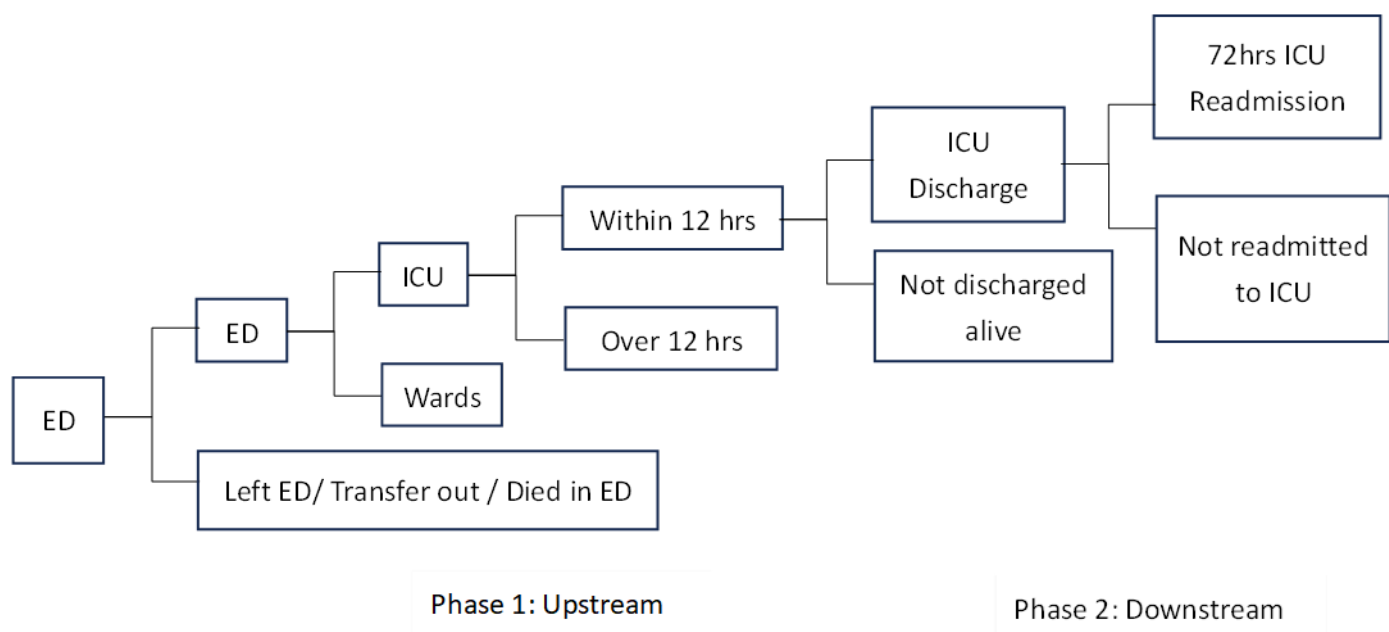 ED
ED
Left ED/ Transfer out / Died in ED
ICU
Wards
Within 12 hrs
Over 12 hrs
ICU
Discharge
Not discharged
alive
72hrs ICU
Readmission
Not readmitted
to ICU
Phase 1: Upstream
Phase 2: Downstream